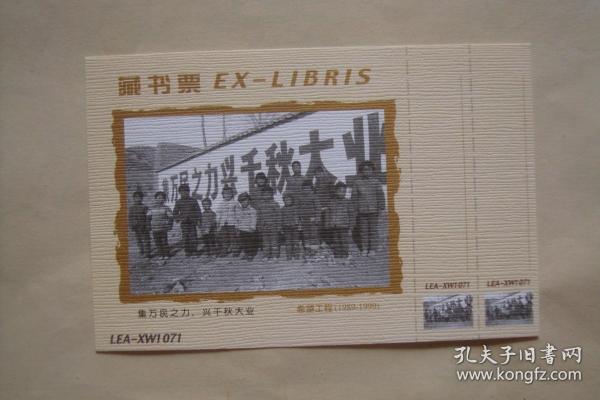 藏书票 EX-LIBRIS
集万民之力兴千秋大业
集万民之力，兴千秋大业
希望工程(1989-1999)
LEA-XW1071
LEA-XW1071
LEA-XW1071
孔夫子旧书网
www.kongfz.com